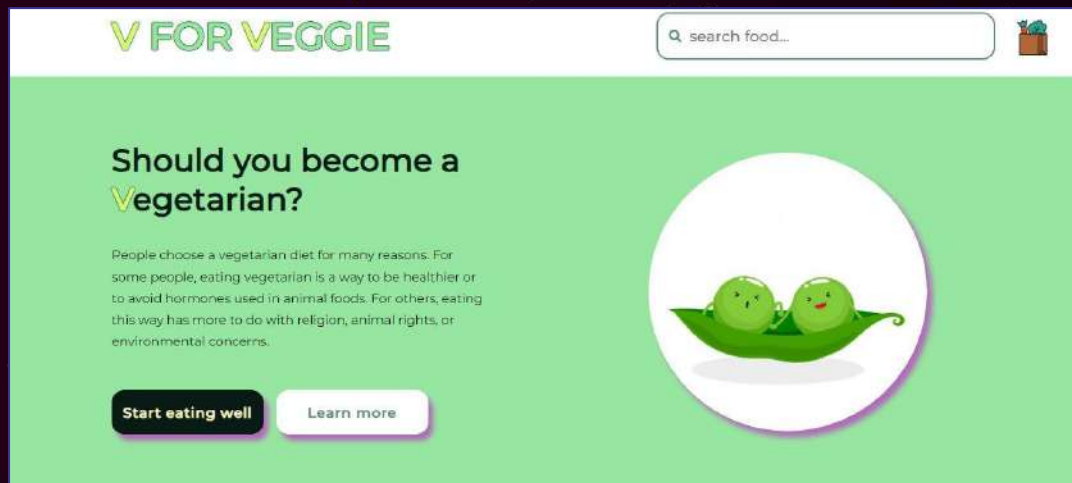 V FOR VEGGIE
search food...
Should you become a
Vegetarian?
People choose a vegetarian diet for many reasons. For
some people, eating vegetarian is a way to be healthier or
to avoid hormones used in animal foods. For others, eating
this way has more to do with religion, animal rights, or
environmental concerns.
Start eating well
Learn more